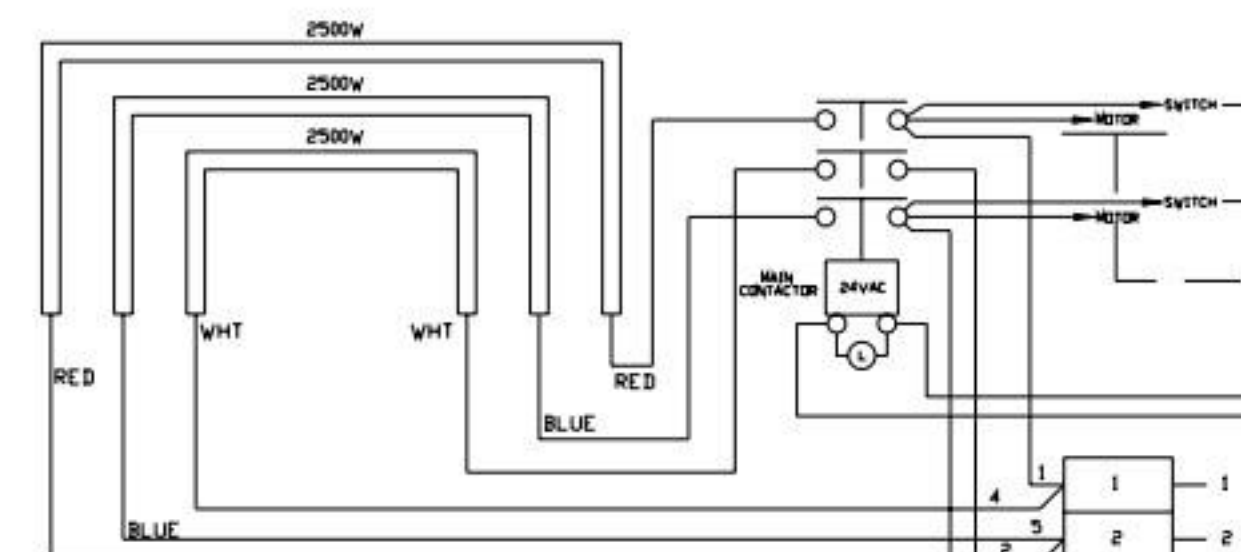 2500W
2500W
SWITCH
MOTOR
2500W
SWITCH
MOTOR
MAIN
CONTACTOR
24VAC
WHT
WHT
L
RED
RED
BLUE
1
1
1
4
BLUE
5
2
2
2